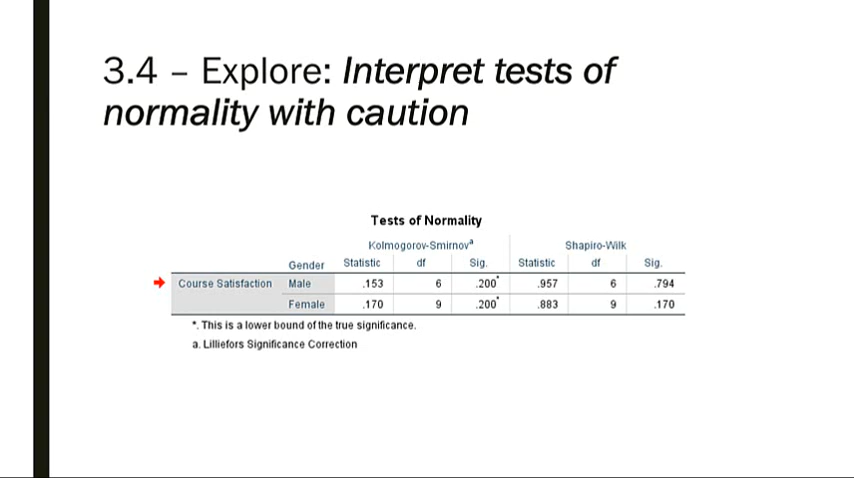 3.4 – Explore: Interpret tests of
normality with caution
Tests of Normality
Kolmogorov-Smirnovª Shapiro-Wilk
Gender Statistic df Sig. Statistic df Sig.
Course Satisfaction Male .153 6 .200* .957 6 .794
Female .170 9 .200* .883 9 .170
*. This is a lower bound of the true significance.
a. Lilliefors Significance Correction